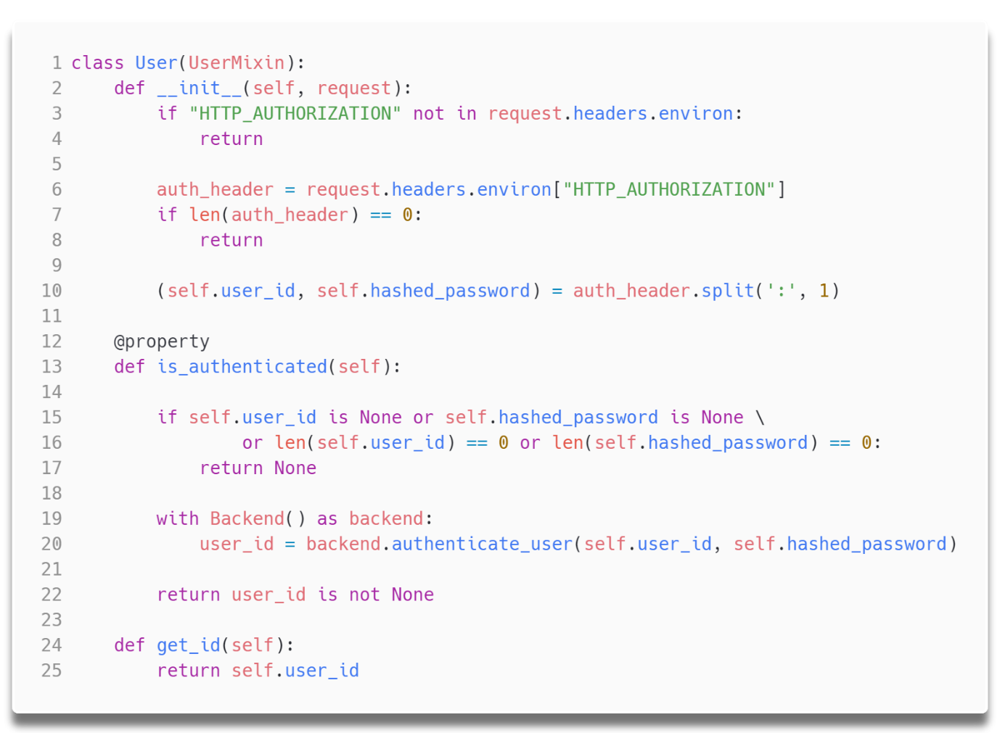 1 class User(UserMixin):
2     def __init__(self, request):
3         if "HTTP_AUTHORIZATION" not in request.headers.environ:
4             return
5
6         auth_header = request.headers.environ["HTTP_AUTHORIZATION"]
7         if len(auth_header) == 0:
8             return
9
10         (self.user_id, self.hashed_password) = auth_header.split(':', 1)
11
12     @property
13     def is_authenticated(self):
14
15         if self.user_id is None or self.hashed_password is None \
16                 or len(self.user_id) == 0 or len(self.hashed_password) == 0:
17             return None
18
19         with Backend() as backend:
20             user_id = backend.authenticate_user(self.user_id, self.hashed_password)
21
22         return user_id is not None
23
24     def get_id(self):
25         return self.user_id